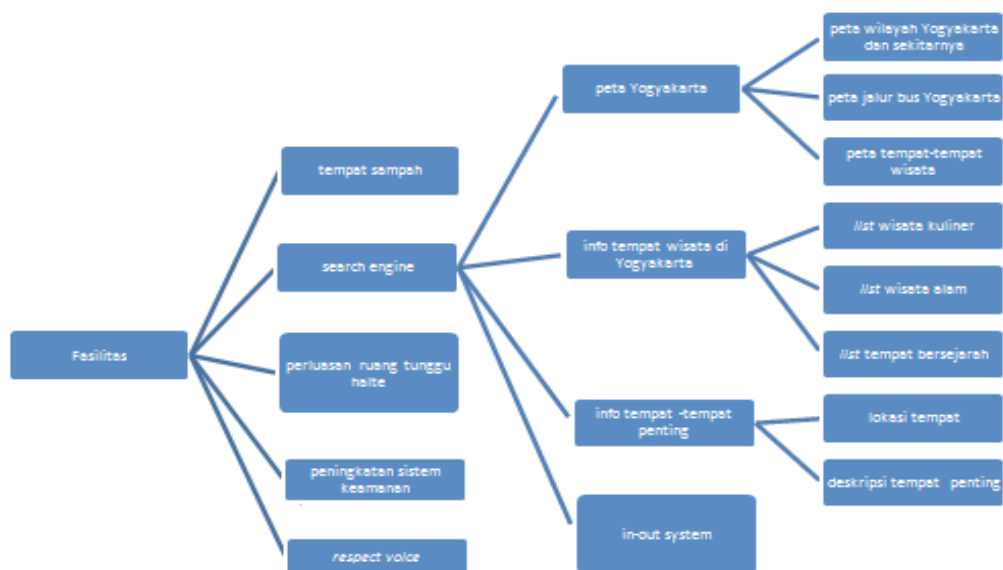 Fasilitas
tempat sampah
search engine
perluasan ruang tunggu
halte
peningkatan sistem
keamanan
respect voice
peta Yogyakarta
info tempat wisata di
Yogyakarta
info tempat -tempat
penting
in-out system
peta wilayah Yogyakarta
dan sekitarnya
peta jalur bus Yogyakarta
peta tempat-tempat
wisata
list wisata kuliner
list wisata alam
list tempat bersejarah
lokasi tempat
deskripsi tempat penting